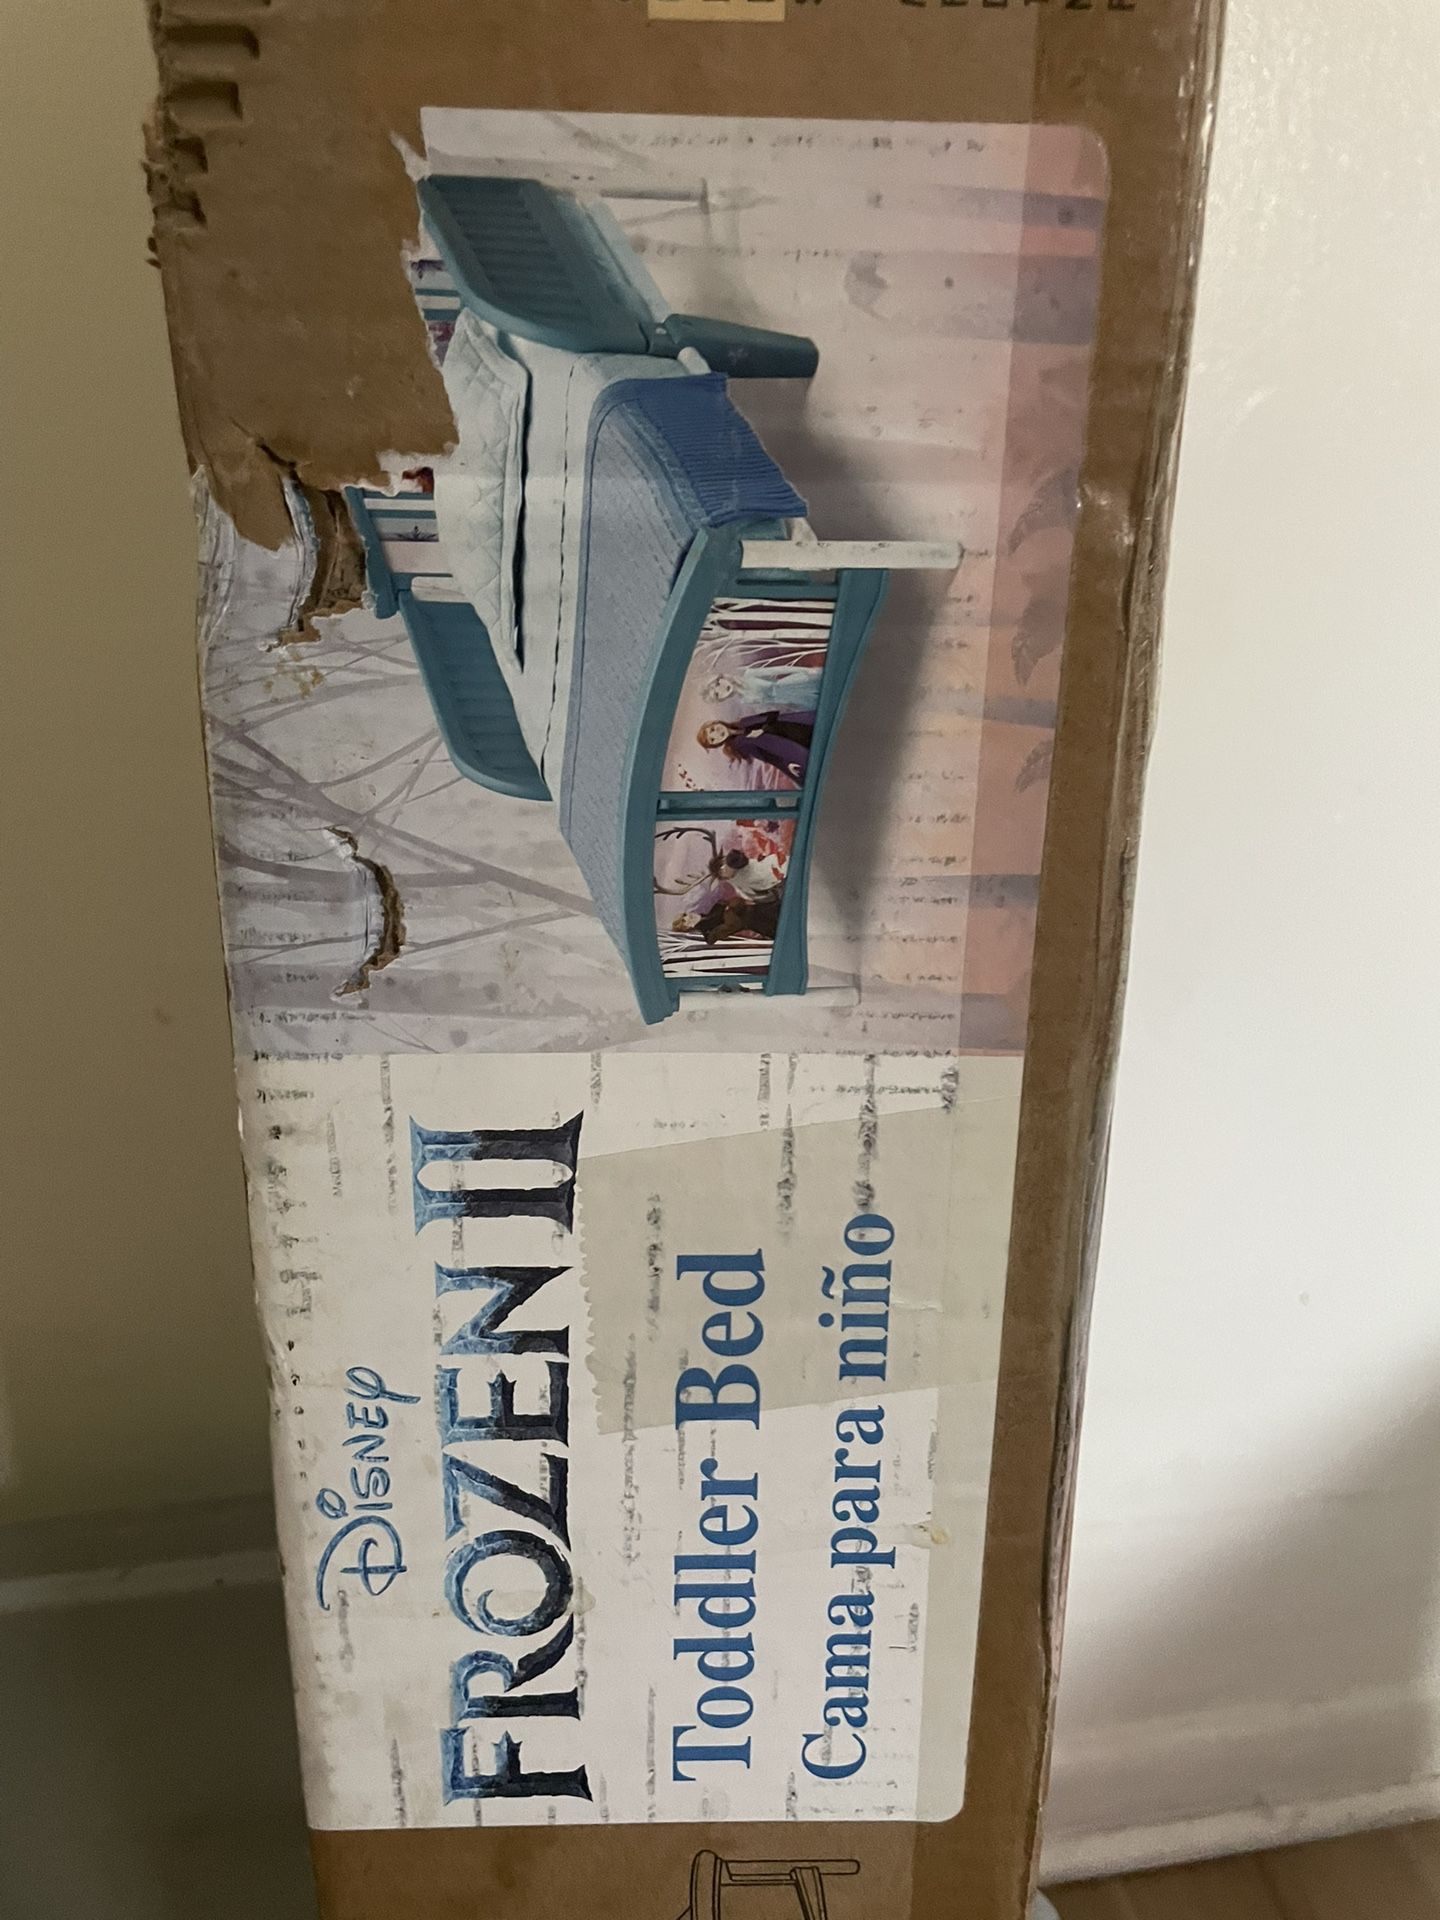 Disney
FROZEN II
Toddler Bed
Cama para niño